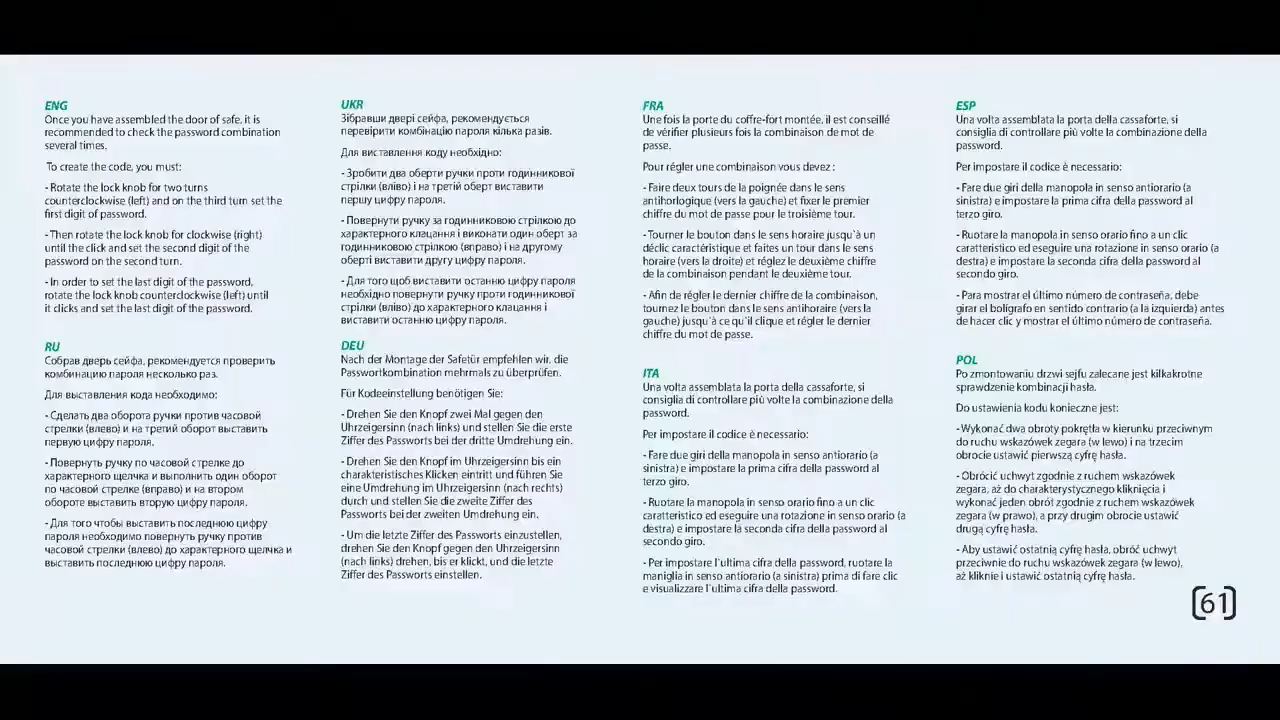 ENG
Once you have assembled the door of safe, it is
recommended to check the password combination
several times.
To create the code, you must:
- Rotate the lock knob for two turns
counterclockwise (left) and on the third turn set the
first digit of password.
- Then rotate the lock knob for clockwise (right)
until the click and set the second digit of the
password on the second turn.
- In order to set the last digit of the password,
rotate the lock knob counterclockwise (left) until
it clicks and set the last digit of the password.
RU
Собрав дверь сейфа, рекомендуется проверить
комбинацию пароля несколько раз.
Для выставления кода необходимо:
- Сделать два оборота ручки против часовой
стрелки (влево) и на третий оборот выставить
первую цифру пароля.
- Повернуть ручку по часовой стрелке до
характерного щелчка и выполнить один оборот
по часовой стрелке (вправо) и на втором
обороте выставить вторую цифру пароля.
- Для того чтобы выставить последнюю цифру
пароля необходимо повернуть ручку против
часовой стрелки (влево) до характерного щелчка и
выставить последнюю цифру пароля.
UKR
Зібравши двері сейфа, рекомендується
перевірити комбінацію пароля кілька разів.
Для виставлення коду необхідно:
- Зробити два оберти ручки проти годинникової
стрілки (вліво) і на третій оберт виставити
першу цифру пароля.
- Повернути ручку за годинниковою стрілкою до
характерного клацання і виконати один оберт за
годинниковою стрілкою (вправо) і на другому
оберті виставити другу цифру пароля.
- Для того щоб виставити останню цифру пароля
необхідно повернути ручку проти годинникової
стрілки (вліво) до характерного клацання і
виставити останню цифру пароля.
DEU
Nach der Montage der Safetür empfehlen wir, die
Passwortkombination mehrmals zu überprüfen.
Für Kodeeinstellung benötigen Sie:
- Drehen Sie den Knopf zwei Mal gegen den
Uhrzeigersinn (nach links) und stellen Sie die erste
Ziffer des Passworts bei der dritte Umdrehung ein.
- Drehen Sie den Knopf im Uhrzeigersinn bis ein
charakteristisches Klicken eintritt und führen Sie
eine Umdrehung im Uhrzeigersinn (nach rechts)
durch und stellen Sie die zweite Ziffer des
Passworts bei der zweiten Umdrehung ein.
- Um die letzte Ziffer des Passworts einzustellen,
drehen Sie den Knopf gegen den Uhrzeigersinn
(nach links) drehen, bis er klickt, und die letzte
Ziffer des Passworts einstellen.
FRA
Une fois la porte du coffre-fort montée, il est conseillé
de vérifier plusieurs fois la combinaison de mot de
passe.
Pour régler une combinaison vous devez :
- Faire deux tours de la poignée dans le sens
antihorlogique (vers la gauche) et fixer le premier
chiffre du mot de passe pour le troisième tour.
- Tourner le bouton dans le sens horaire jusqu'à un
déclic caractéristique et faites un tour dans le sens
horaire (vers la droite) et réglez le deuxième chiffre
de la combinaison pendant le deuxième tour.
- Afin de régler le dernier chiffre de la combinaison,
tournez le bouton dans le sens antihoraire (vers la
gauche) jusqu'à ce qu'il clique et régler le dernier
chiffre du mot de passe.
ITA
Una volta assemblata la porta della cassaforte, si
consiglia di controllare più volte la combinazione della
password.
Per impostare il codice è necessario:
- Fare due giri della manopola in senso antiorario (a
sinistra) e impostare la prima cifra della password al
terzo giro.
- Ruotare la manopola in senso orario fino a un clic
caratteristico ed eseguire una rotazione in senso orario (a
destra) e impostare la seconda cifra della password al
secondo giro.
- Per impostare l'ultima cifra della password, ruotare la
maniglia in senso antiorario (a sinistra) prima di fare clic
e visualizzare l'ultima cifra della password.
ESP
Una volta assemblata la porta della cassaforte, si
consiglia di controllare più volte la combinazione della
password.
Per impostare il codice è necessario:
- Fare due giri della manopola in senso antiorario (a
sinistra) e impostare la prima cifra della password al
terzo giro.
- Ruotare la manopola in senso orario fino a un clic
caratteristico ed eseguire una rotazione in senso orario (a
destra) e impostare la seconda cifra della password al
secondo giro.
- Para mostrar el último número de contraseña, debe
girar el bolígrafo en sentido contrario (a la izquierda) antes
de hacer clic y mostrar el último número de contraseña.
POL
Po zmontowaniu drzwi sejfu zalecane jest kilkakrotne
sprawdzenie kombinacji hasła.
Do ustawienia kodu konieczne jest:
- Wykonać dwa obroty pokrętła w kierunku przeciwnym
do ruchu wskazówek zegara (w lewo) i na trzecim
obrocie ustawić pierwszą cyfrę hasła.
- Obrócić uchwyt zgodnie z ruchem wskazówek
zegara, aż do charakterystycznego kliknięcia i
wykonać jeden obrót zgodnie z ruchem wskazówek
zegara (w prawo), a przy drugim obrocie ustawić
drugą cyfrę hasła.
- Aby ustawić ostatnią cyfrę hasła, obróć uchwyt
przeciwnie do ruchu wskazówek zegara (w lewo),
aż kliknie i ustawić ostatnią cyfrę hasła.
[61]